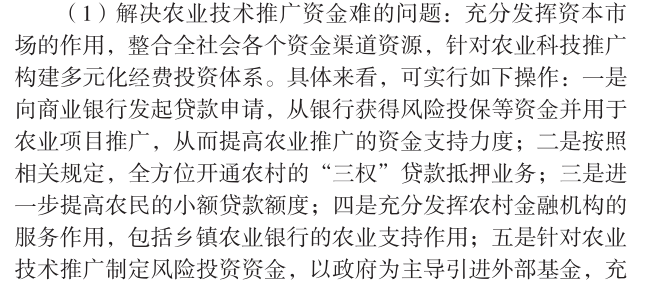 （1）解决农业技术推广资金难的问题：充分发挥资本市
场的作用，整合全社会各个资金渠道资源，针对农业科技推广
构建多元化经费投资体系。具体来看，可实行如下操作：一是
向商业银行发起贷款申请，从银行获得风险投保等资金并用于
农业项目推广，从而提高农业推广的资金支持力度；二是按照
相关规定，全方位开通农村的“三权”贷款抵押业务；三是进
一步提高农民的小额贷款额度；四是充分发挥农村金融机构的
服务作用，包括乡镇农业银行的农业支持作用；五是针对农业
技术推广制定风险投资资金，以政府为主导引进外部基金，充